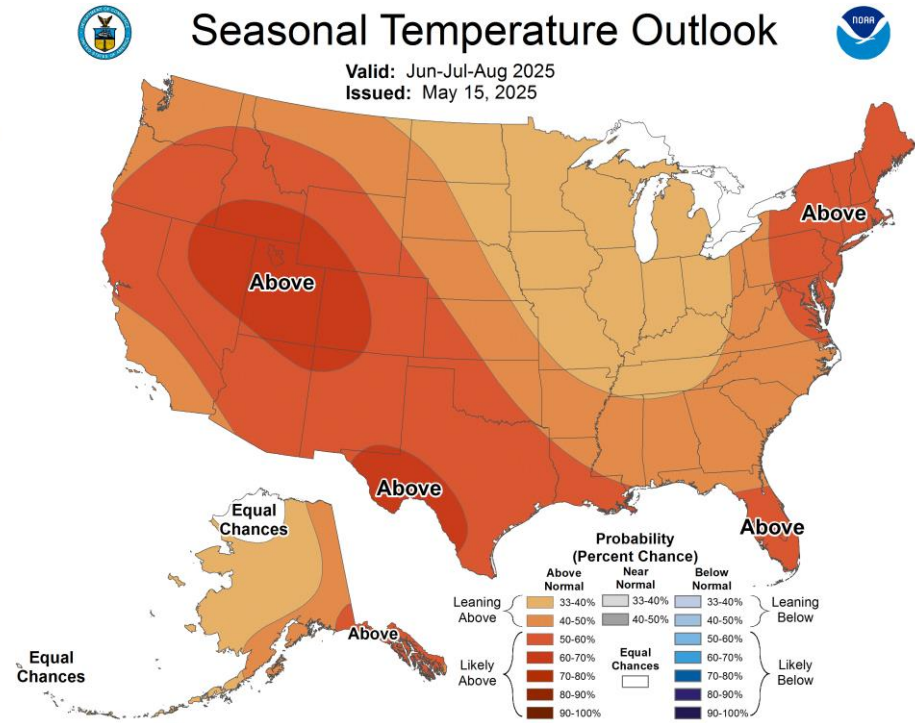 Seasonal Temperature Outlook
NOAA
Valid: Jun-Jul-Aug 2025
Issued: May 15, 2025
Above
Above
Above
Above
Equal
Chances
Above
Equal
Chances
Probability
(Percent Chance)
Above
Normal
Near
Normal
Below
Normal
Leaning
Above
33-40%
33-40%
33-40%
Leaning
Below
40-50%
40-50%
40-50%
Likely
Above
50-60%
60-70%
70-80%
80-90%
90-100%
Equal
Chances
50-60%
60-70%
70-80%
80-90%
90-100%
Likely
Below